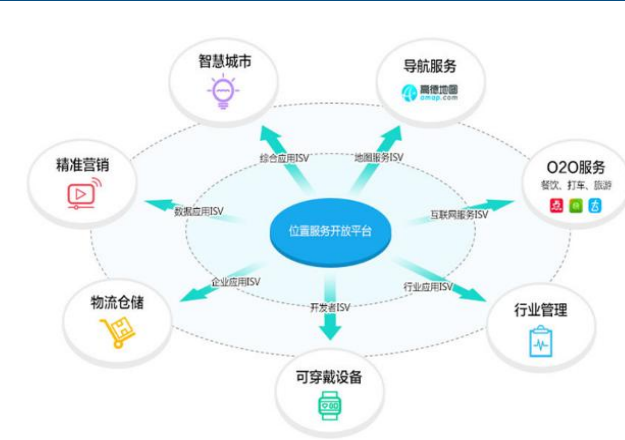 智慧城市
导航服务
高德地图
amap.com
综合应用ISV
地图服务ISV
精准营销
O2O服务
餐饮、打车、旅游
数据应用ISV
互联网服务ISV
位置服务开放平台
企业应用ISV
行业应用ISV
物流仓储
开发者ISV
行业管理
可穿戴设备